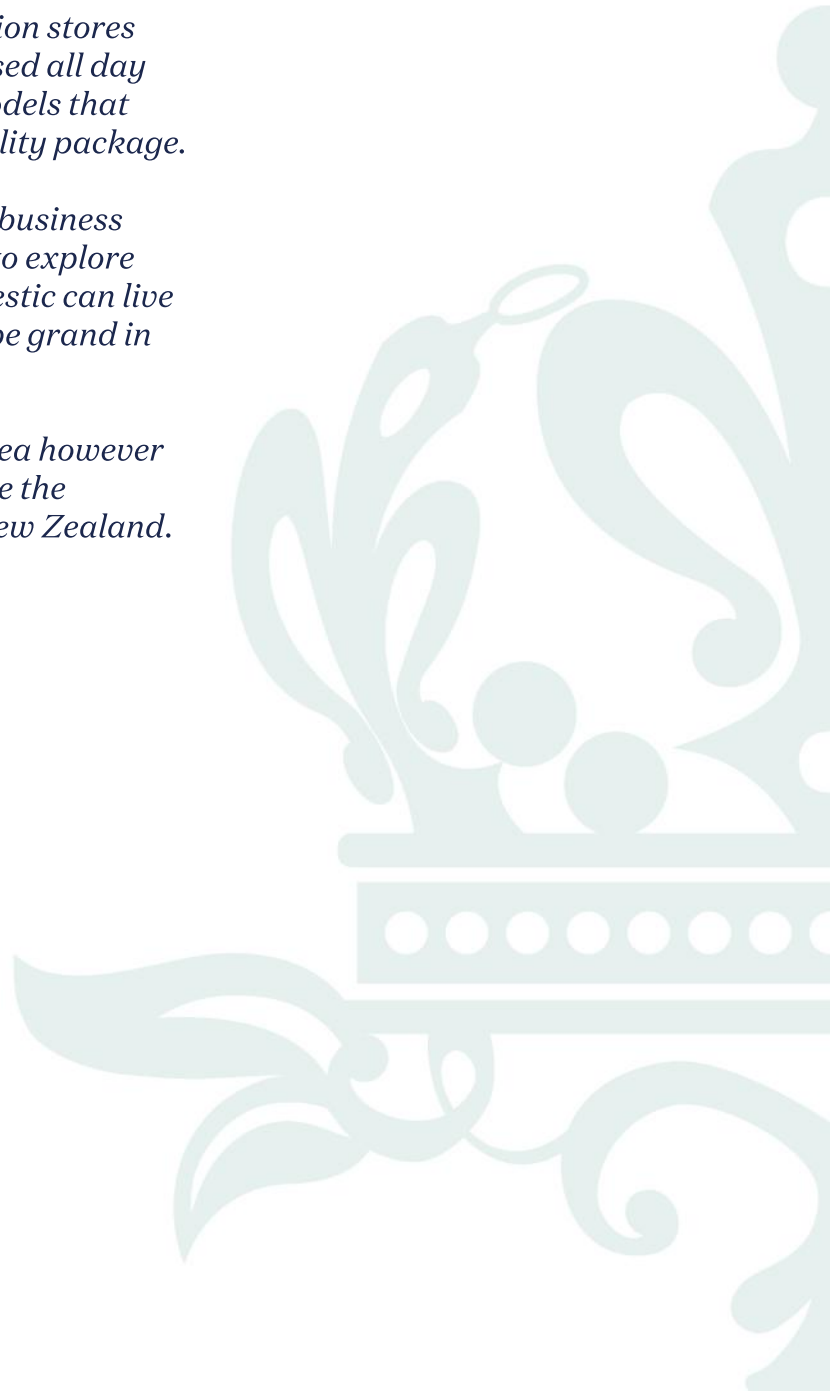 ion stores
sed all day
odels that
lity package.
business
to explore
estic can live
be grand in
ea however
e the
ew Zealand.